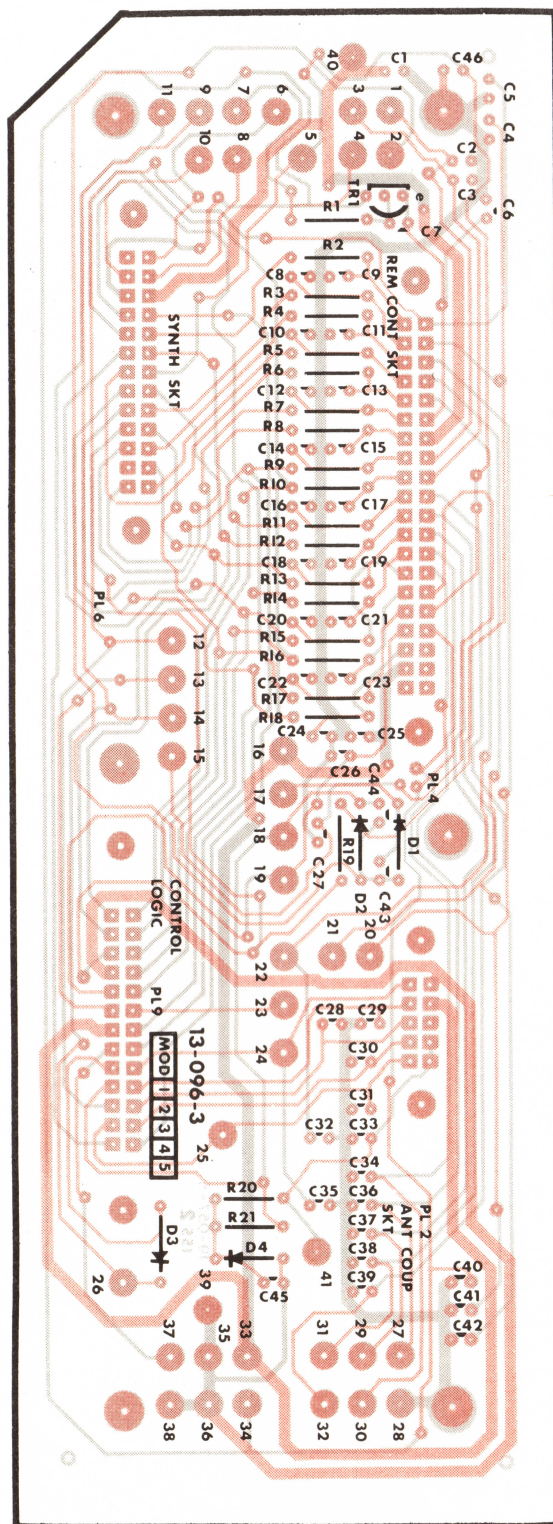 40
C1
C46
C5
11
9
7
6
3
1
C4
10
8
5
4
2
C2
C3
C6
TR1
e
R1
C7
R2
REM CONT SKT
C8
C9
R3
R4
SYNTH SKT
C10
C11
R5
R6
C12
C13
R7
R8
C14
C15
R9
R10
C16
C17
R11
R12
C18
C19
R13
R14
PL6
C20
C21
12
R15
R16
13
C22
C23
R17
14
R18
C24
C25
15
16
C26
C44
PL4
17
18
R19
D1
C27
19
D2
C43
CONTROL
LOGIC
21
20
22
PL9
23
C28
C29
13-096-3
24
C30
MOD 1 2 3 4 5
C31
C32
C33
25
C34
R20
C35
C36
PL2
ANT COUP
SKT
R21
C37
D3
D4
C38
41
26
39
C45
C39
C40
C41
C42
37
35
33
31
29
27
38
36
34
32
30
28